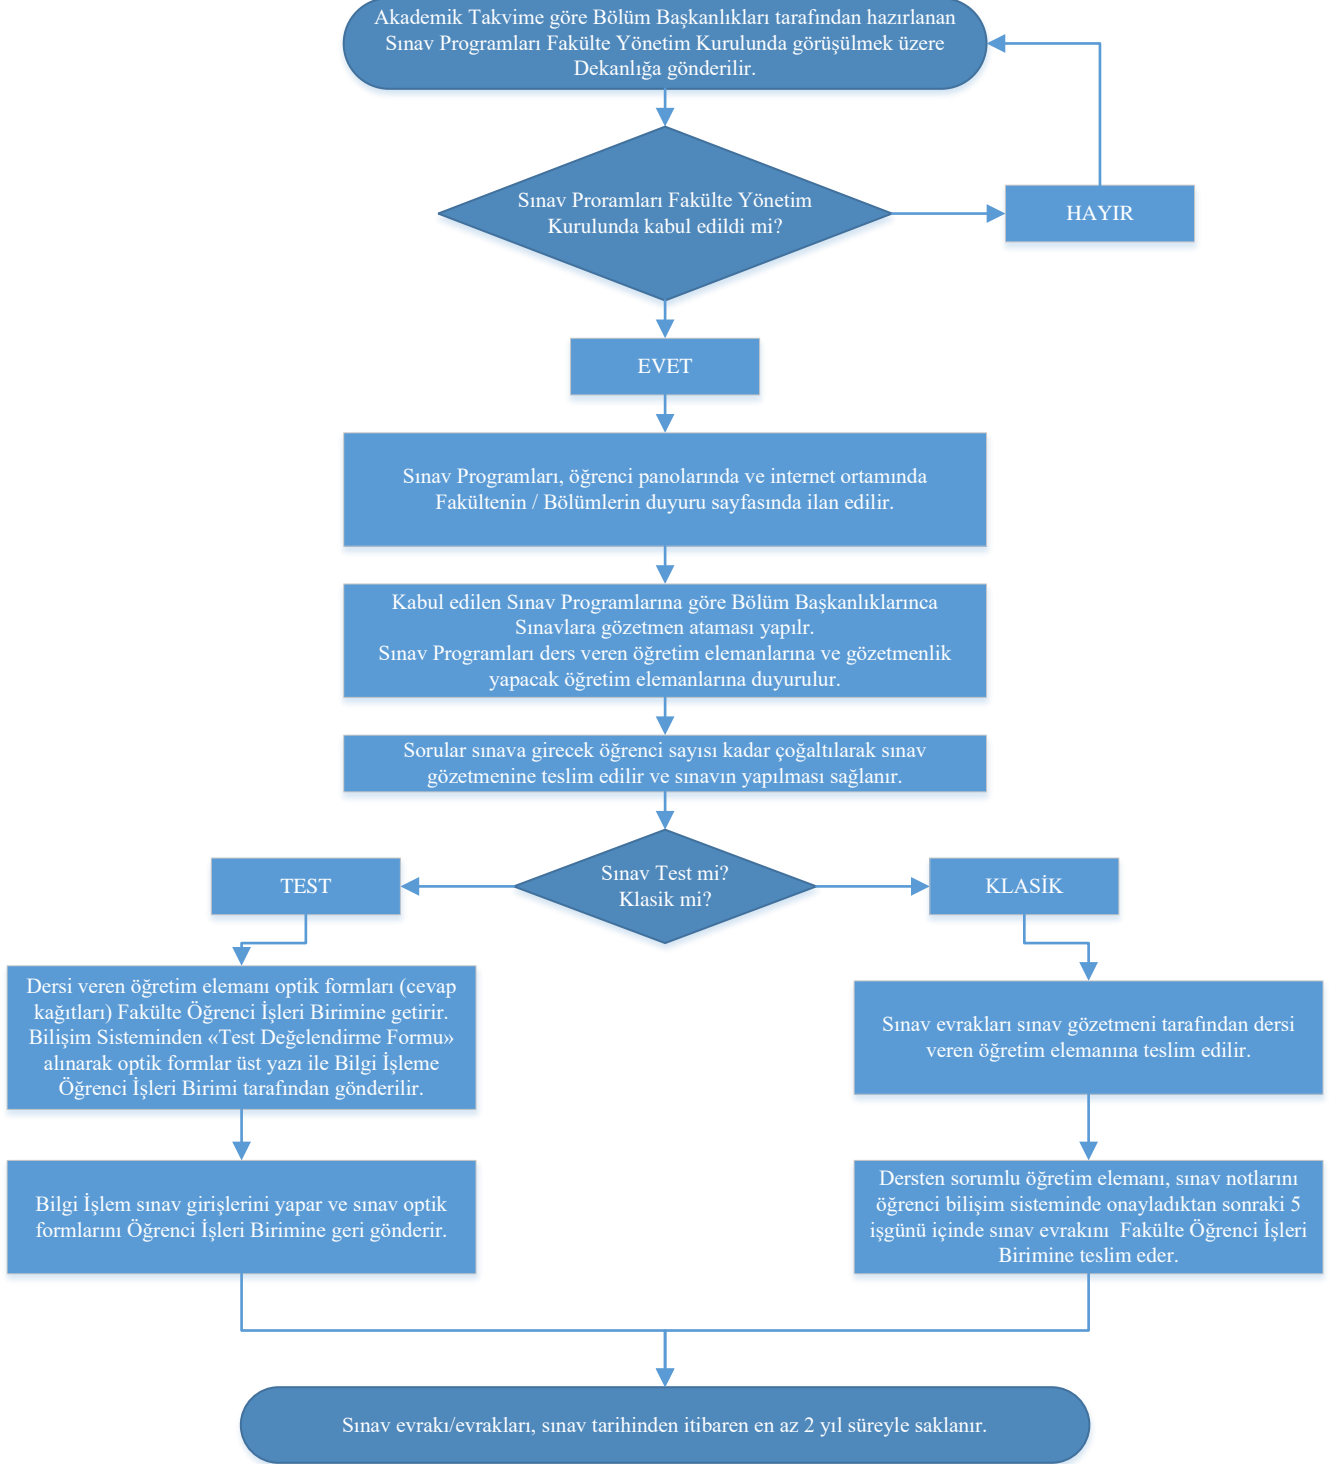 Akademik Takvime göre Bölüm Başkanlıkları tarafından hazırlanan
Sınav Programları Fakülte Yönetim Kurulunda görüşülmek üzere
Dekanlığa gönderilir.
Sınav Proramları Fakülte Yönetim
Kurulunda kabul edildi mi?
HAYIR
EVET
Sınav Programları, öğrenci panolarında ve internet ortamında
Fakültenin / Bölümlerin duyuru sayfasında ilan edilir.
Kabul edilen Sınav Programlarına göre Bölüm Başkanlıklarınca
Sınavlara gözetmen ataması yapılr.
Sınav Programları ders veren öğretim elemanlarına ve gözetmenlik
yapacak öğretim elemanlarına duyurulur.
Sorular sınava girecek öğrenci sayısı kadar çoğaltılarak sınav
gözetmenine teslim edilir ve sınavın yapılması sağlanır.
Sınav Test mi?
Klasik mi?
TEST
KLASİK
Dersi veren öğretim elemanı optik formları (cevap
kağıtları) Fakülte Öğrenci İşleri Birimine getirir.
Bilişim Sisteminden «Test Değelendirme Formu»
alınarak optik formlar üst yazı ile Bilgi İşleme
Öğrenci İşleri Birimi tarafından gönderilir.
Sınav evrakları sınav gözetmeni tarafından dersi
veren öğretim elemanına teslim edilir.
Bilgi İşlem sınav girişlerini yapar ve sınav optik
formlarını Öğrenci İşleri Birimine geri gönderir.
Dersten sorumlu öğretim elemanı, sınav notlarını
öğrenci bilişim sisteminde onayladıktan sonraki 5
işgünü içinde sınav evrakını  Fakülte Öğrenci İşleri
Birimine teslim eder.
Sınav evrakı/evrakları, sınav tarihinden itibaren en az 2 yıl süreyle saklanır.